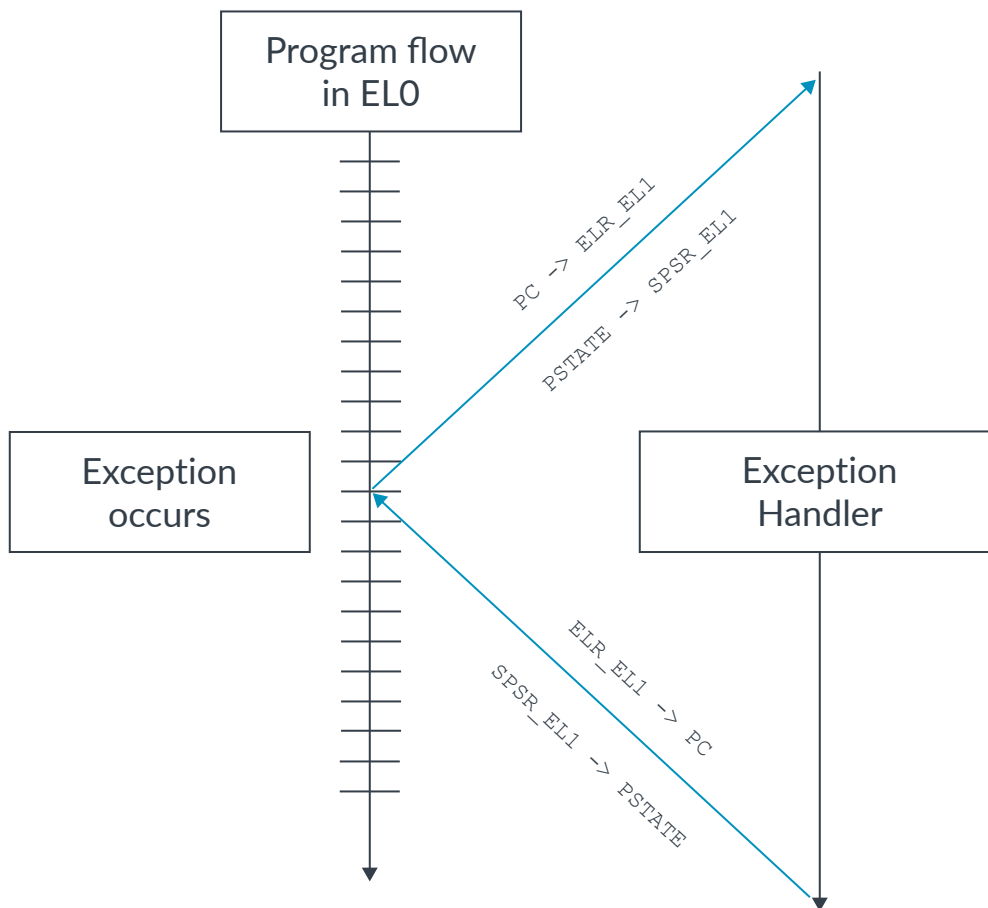 Program flow
in EL0
PC -> ELR_EL1
PSTATE -> SPSR_EL1
Exception
occurs
Exception
Handler
ELR_EL1 -> PC
SPSR_EL1 -> PSTATE